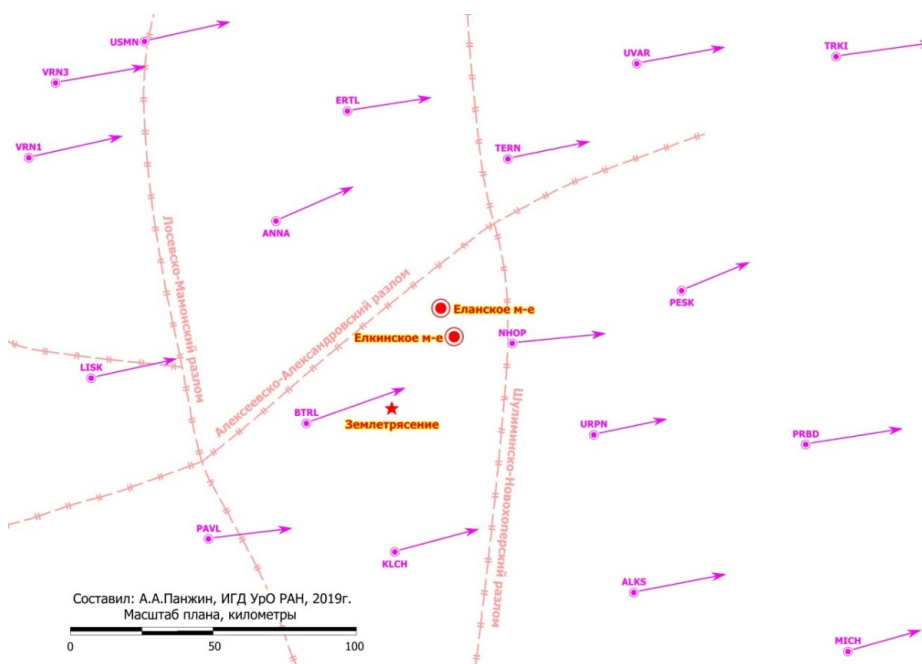 USMN
UVAR
TRKI
VRN3
ERTL
VRN1
TERN
ANNA
Лосевско-Мамонский разлом
Алексеевско-Александровский разлом
PESK
Еланское м-е
Елкинское м-е
NHOP
LISK
BTRL
Землетрясение
Шулиминско-Новохоперский разлом
URPN
PRBD
PAVL
KLCH
ALKS
MICH
Составил: А.А.Панжин, ИГД УрО РАН, 2019г.
Масштаб плана, километры
0 50 100